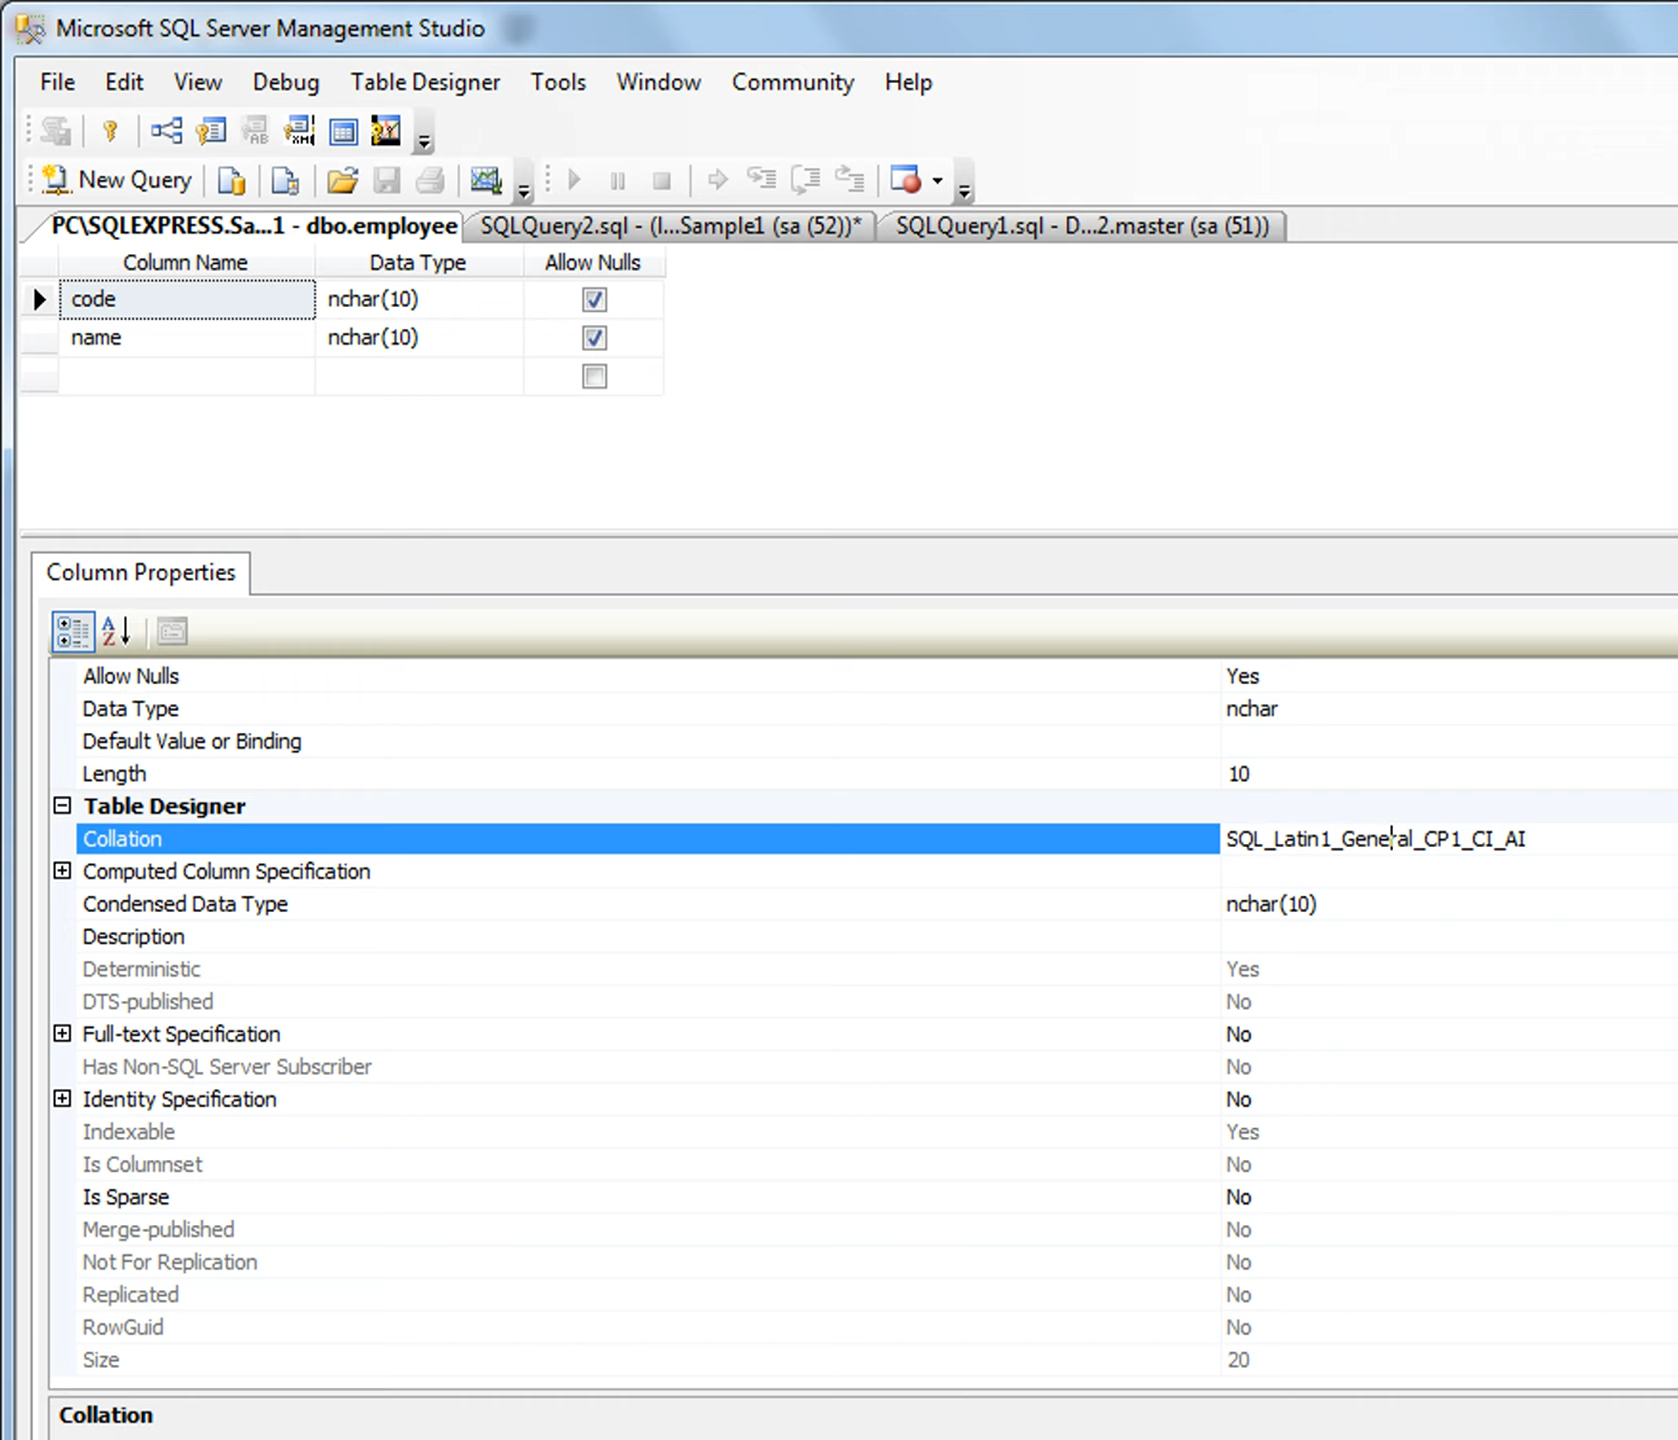 Microsoft SQL Server Management Studio
File Edit View Debug Table Designer Tools Window Community Help
New Query
PC\SQLEXPRESS.Sa...1 - dbo.employee SQLQuery2.sql - (l...Sample1 (sa (52))* SQLQuery1.sql - D...2.master (sa (51))
Column Name Data Type Allow Nulls
code nchar(10)
name nchar(10)
Column Properties
Allow Nulls Yes
Data Type nchar
Default Value or Binding
Length 10
Table Designer
Collation SQL_Latin1_General_CP1_CI_AI
Computed Column Specification
Condensed Data Type nchar(10)
Description
Deterministic Yes
DTS-published No
Full-text Specification No
Has Non-SQL Server Subscriber No
Identity Specification No
Indexable Yes
Is Columnset No
Is Sparse No
Merge-published No
Not For Replication No
Replicated No
RowGuid No
Size 20
Collation